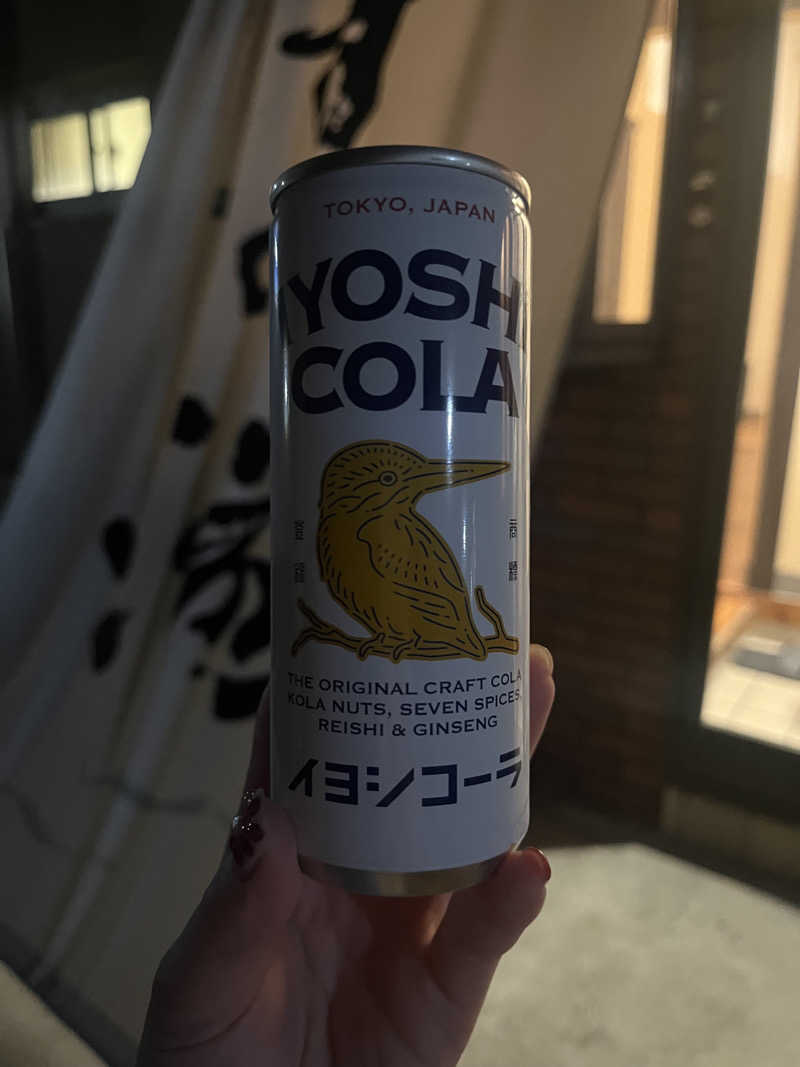 TOKYO, JAPAN
IYOSHI
COLA
THE ORIGINAL CRAFT COLA
KOLA NUTS, SEVEN SPICES,
REISHI & GINSENG
イヨシコーラ